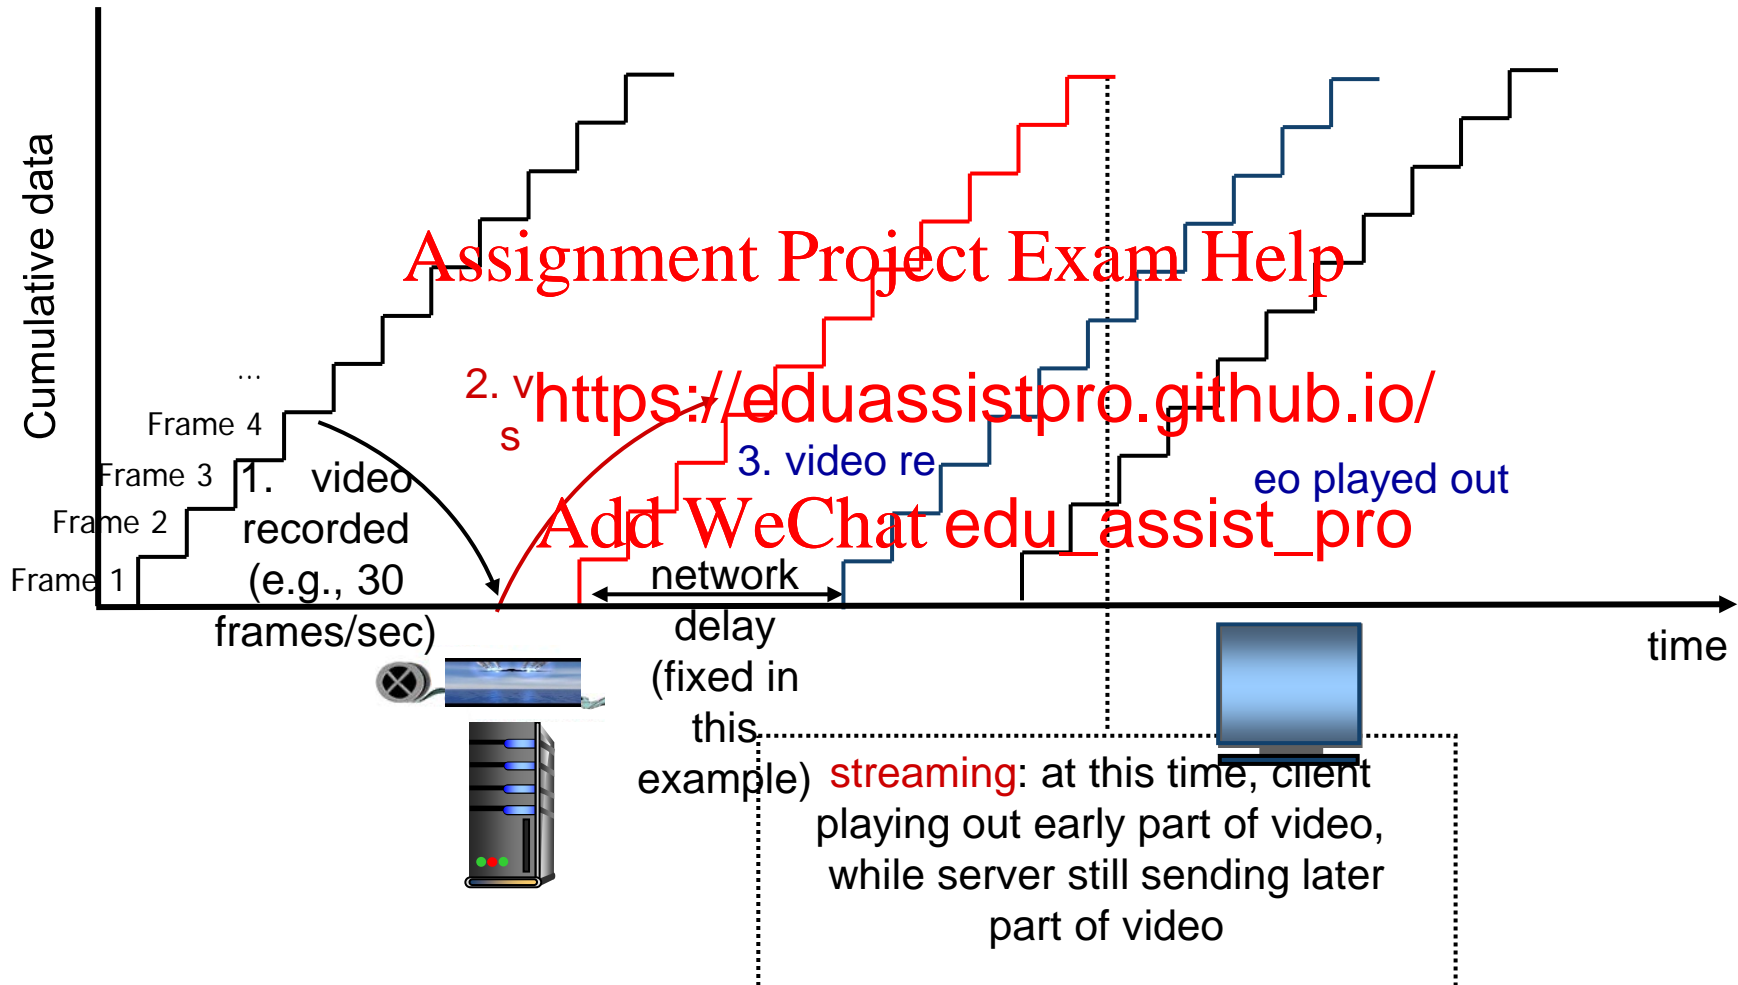 Cumulative data
Assignment Project Exam Help
...
Frame 4
Frame 3
Frame 2
Frame 1
1. video
recorded
(e.g., 30
frames/sec)
2. v
s
https://eduassistpro.github.io/
3. video re
eo played out
Add WeChat edu_assist_pro
network
delay
(fixed in
this
example)
time
streaming: at this time, client
playing out early part of video,
while server still sending later
part of video